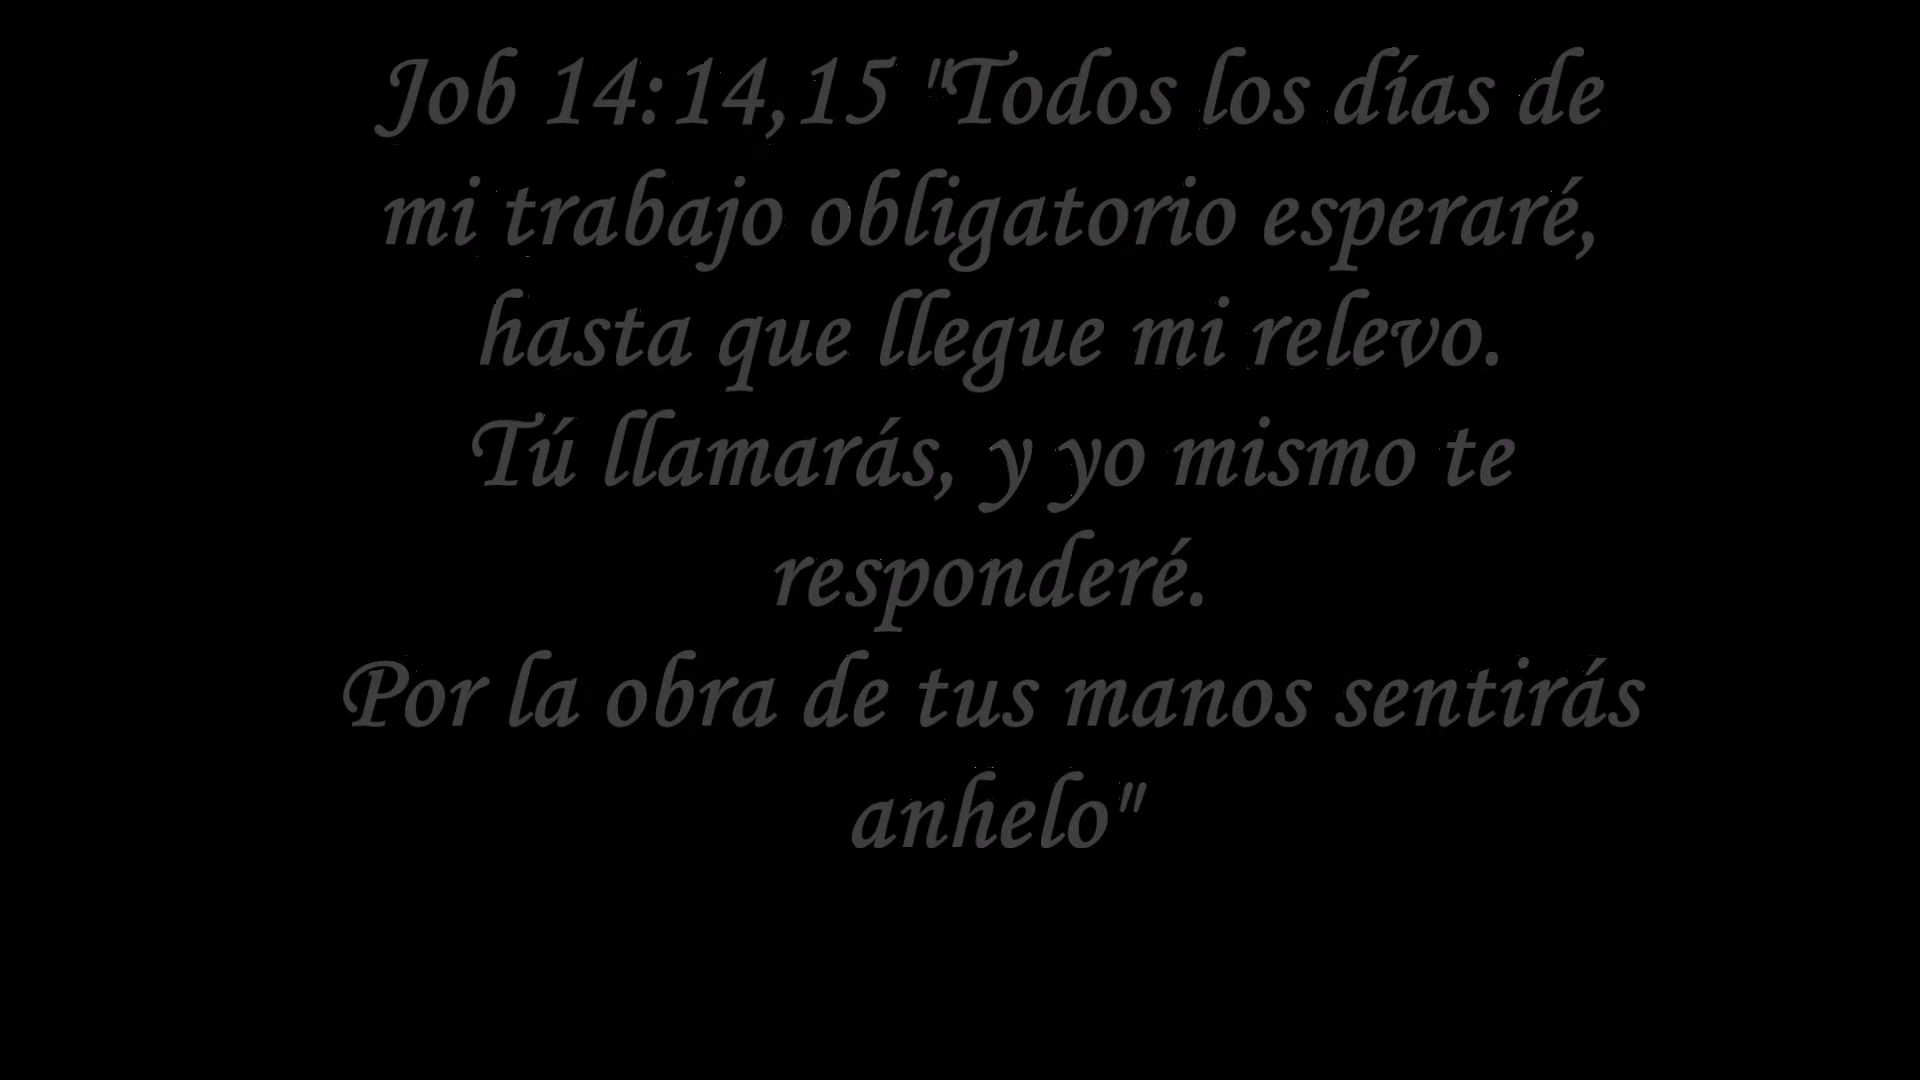 Job 14:14,15 "Todos los días de
mi trabajo obligatorio esperaré,
hasta que llegue mi relevo.
Tú llamarás, y yo mismo te
responderé.
Por la obra de tus manos sentirás
anhelo"